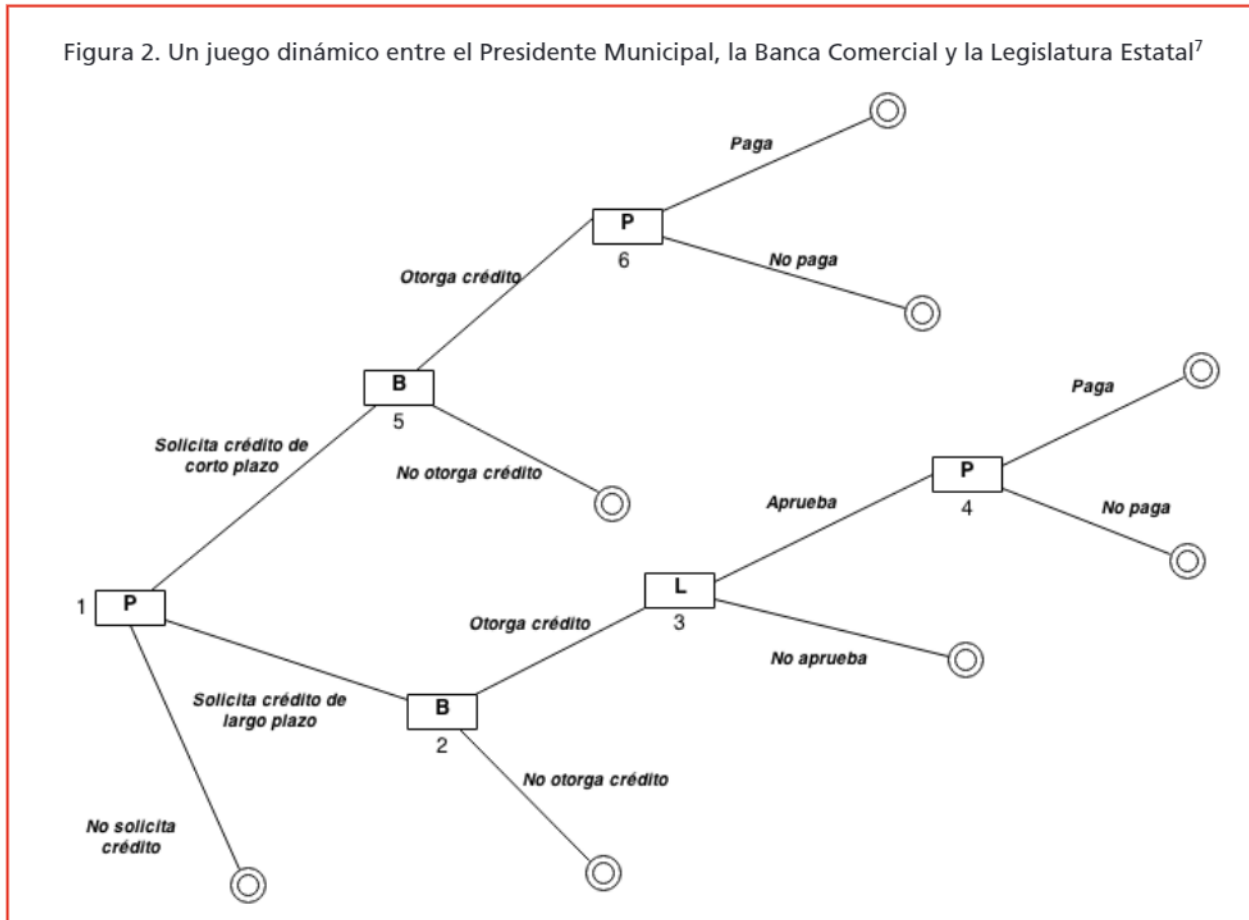 Figura 2. Un juego dinámico entre el Presidente Municipal, la Banca Comercial y la Legislatura Estatal7
Paga
P
6
No paga
Otorga crédito
B
5
Paga
Solicita crédito de
corto plazo
No otorga crédito
P
4
Aprueba
No paga
1
P
L
3
Otorga crédito
No aprueba
Solicita crédito de
largo plazo
B
2
No otorga crédito
No solicita
crédito